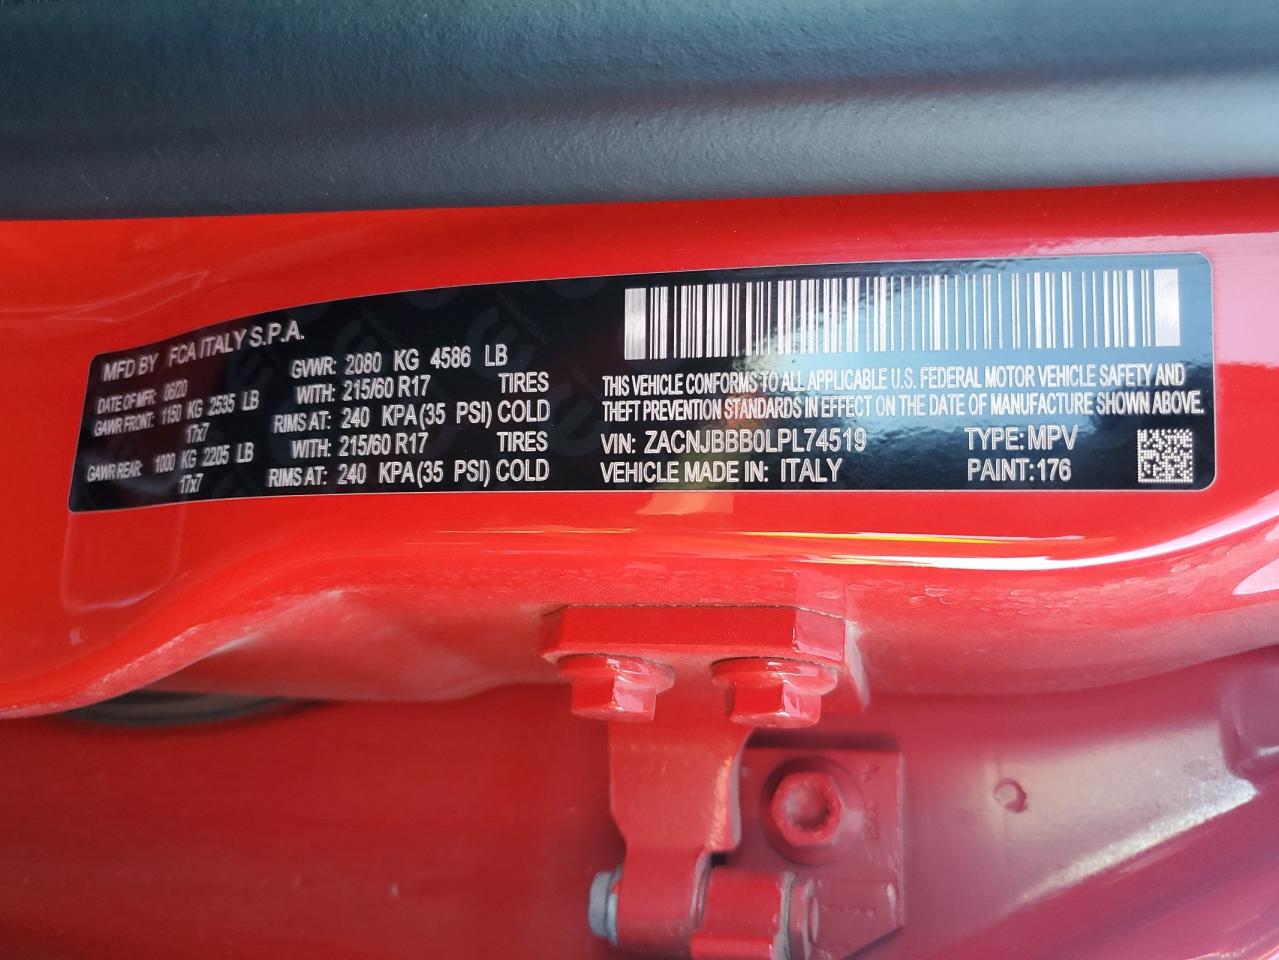 MFD BY FCA ITALY S.P.A.
DATE OF MFR: 06/20 GVWR: 2080 KG 4586 LB
GAWR FRONT: 1150 KG 2535 LB WITH: 215/60 R17 TIRES
17x7 RIMS AT: 240 KPA (35 PSI) COLD
GAWR REAR: 1000 KG 2205 LB WITH: 215/60 R17 TIRES
17x7 RIMS AT: 240 KPA (35 PSI) COLD
THIS VEHICLE CONFORMS TO ALL APPLICABLE U.S. FEDERAL MOTOR VEHICLE SAFETY AND
THEFT PREVENTION STANDARDS IN EFFECT ON THE DATE OF MANUFACTURE SHOWN ABOVE.
VIN: ZACNJBBB0LPL74519 TYPE: MPV
VEHICLE MADE IN: ITALY PAINT: 176